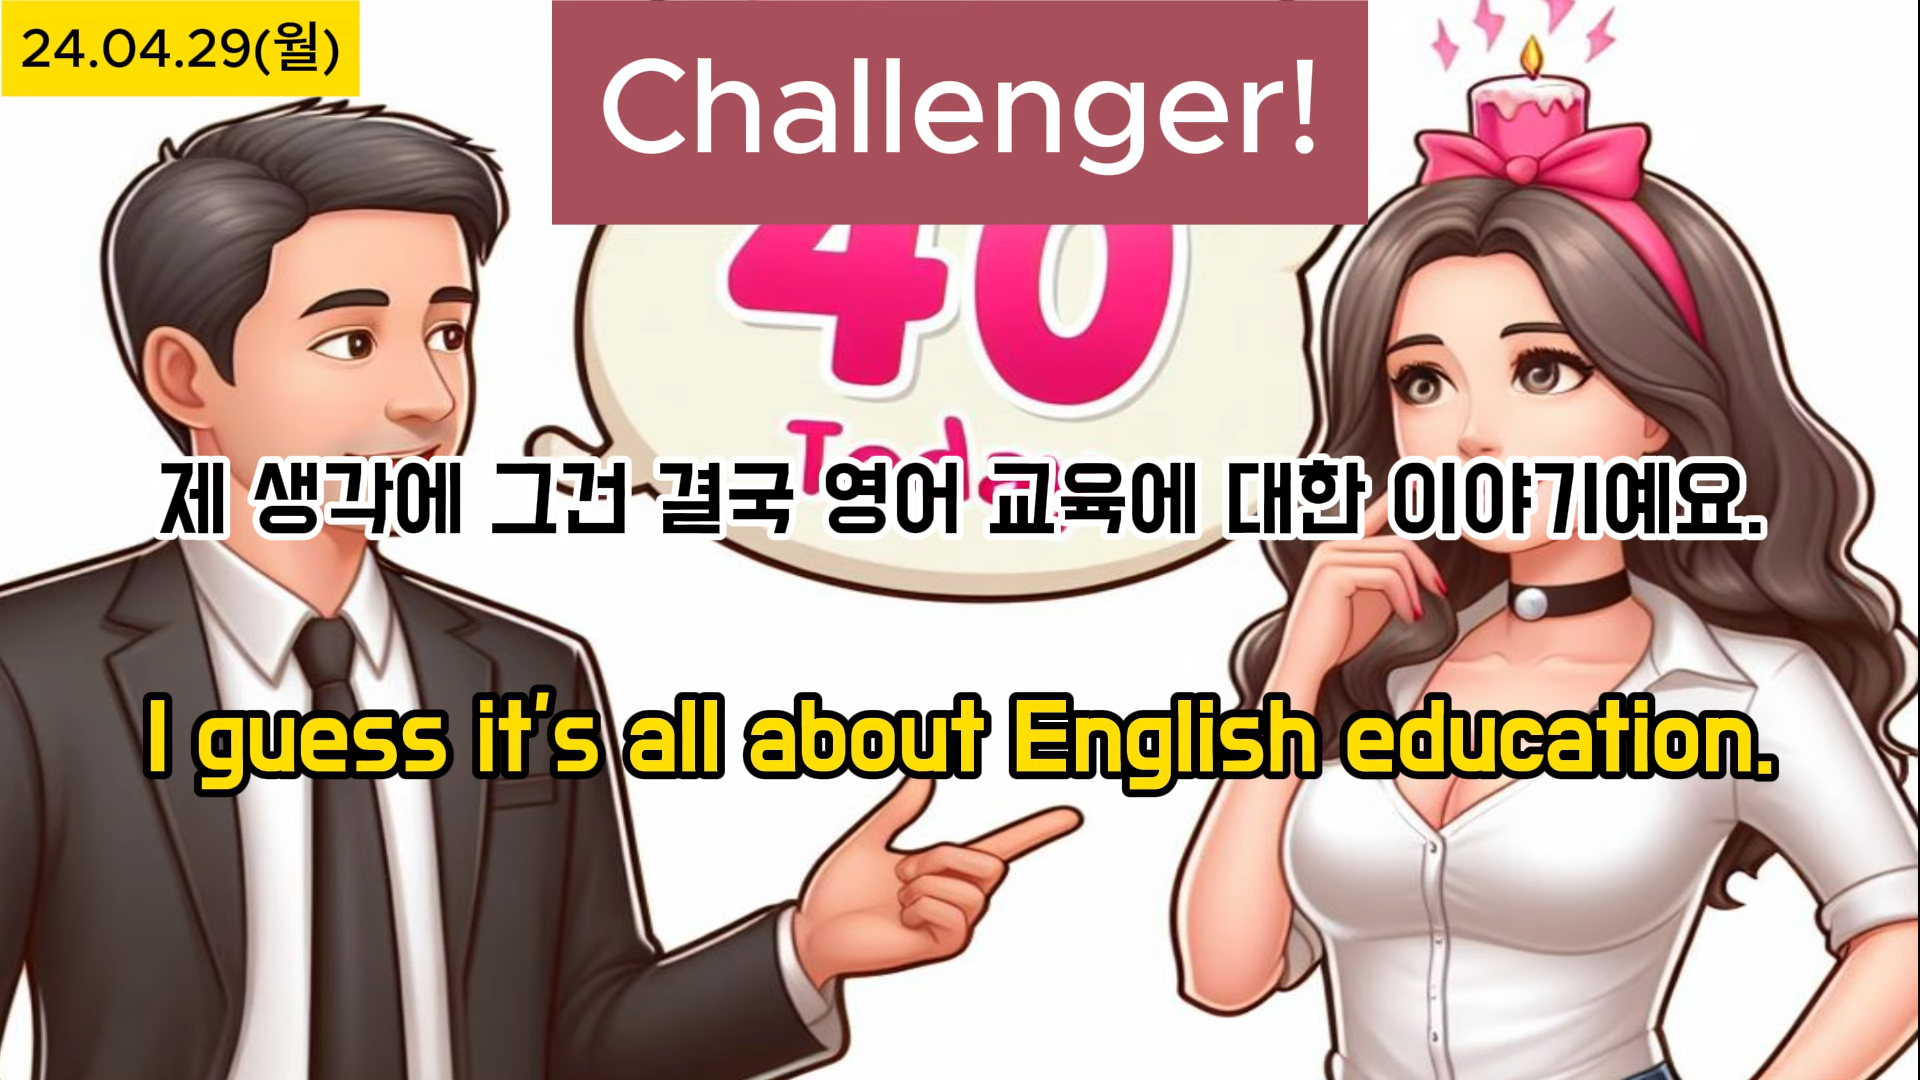 24.04.29(월)
Challenger!
40
Today
제 생각에 그건 결국 영어 교육에 대한 이야기예요.
I guess it's all about English education.